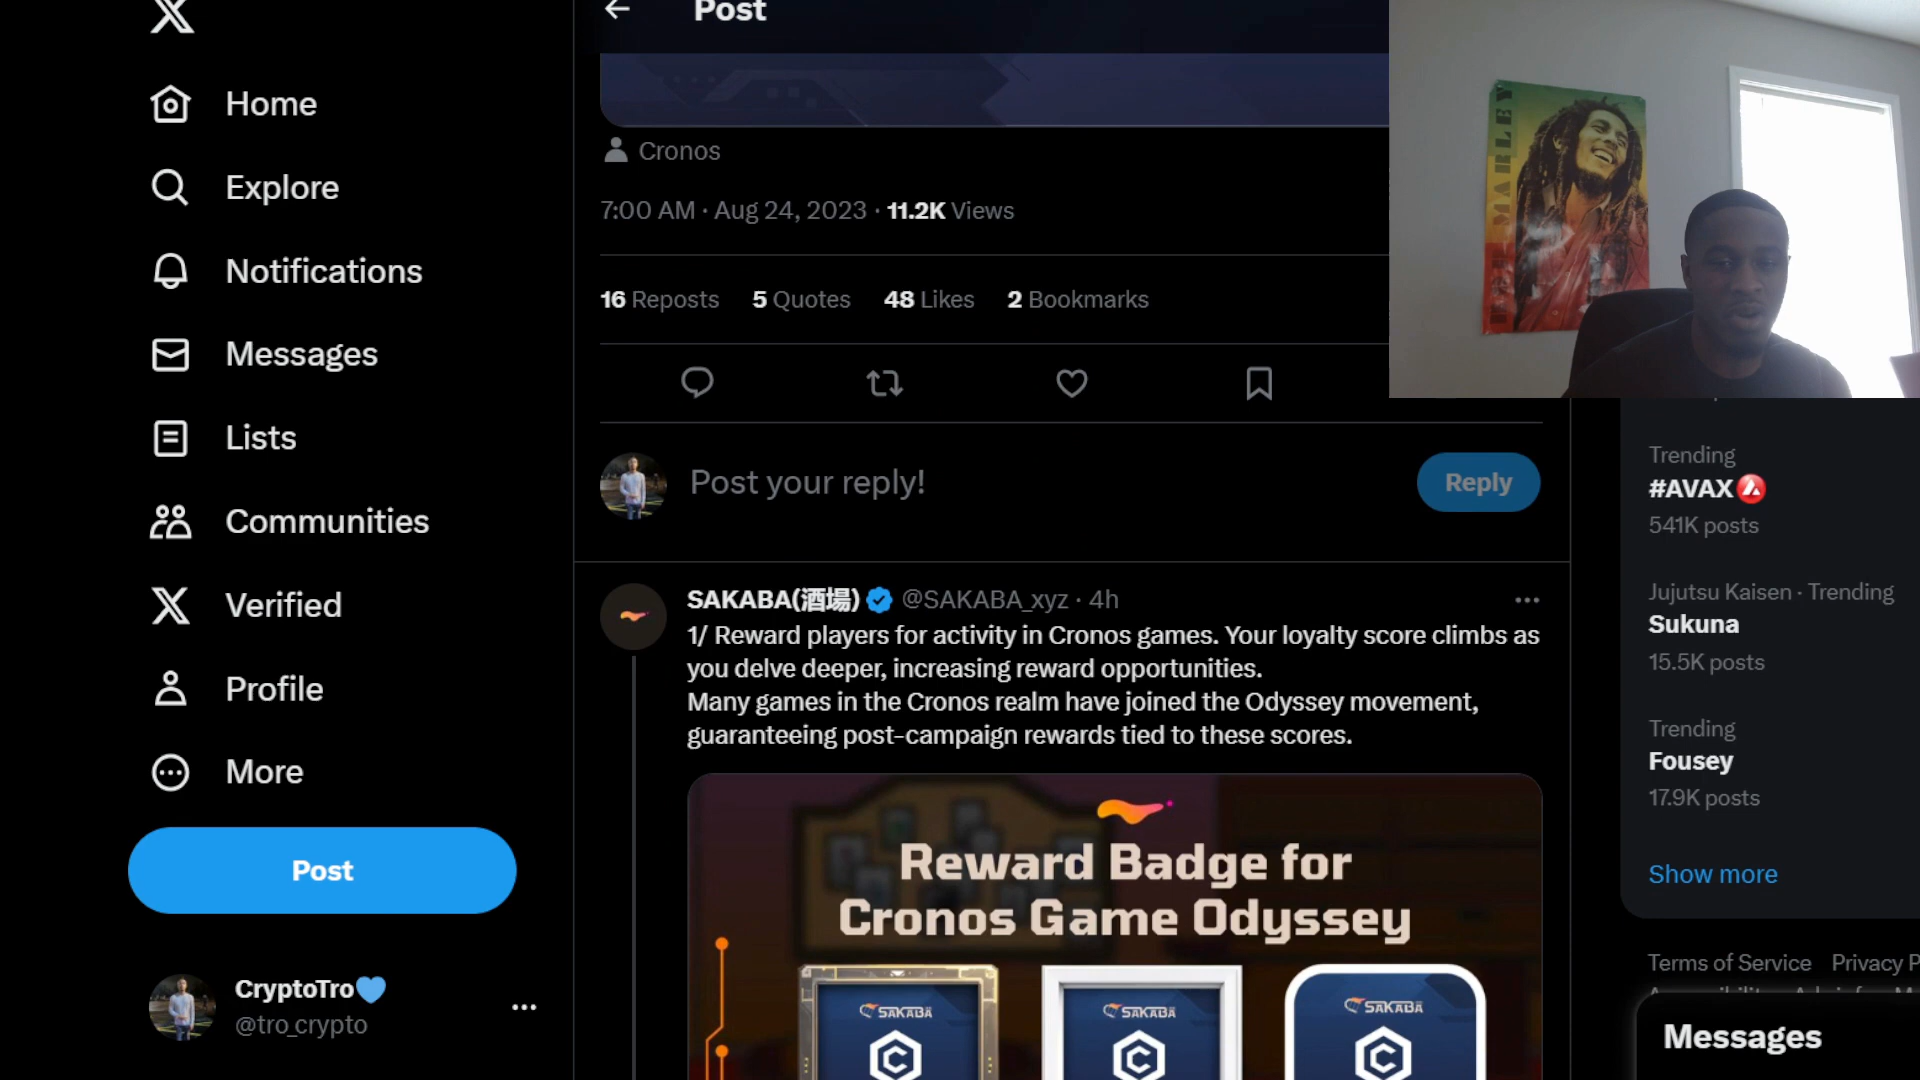 Home
Explore
Notifications
Messages
Lists
Communities
Verified
Profile
More
Post
CryptoTro
@tro_crypto
Post
Cronos
7:00 AM · Aug 24, 2023 · 11.2K Views
16 Reposts 5 Quotes 48 Likes 2 Bookmarks
Post your reply!
Reply
SAKABA(酒場) @SAKABA_xyz · 4h
1/ Reward players for activity in Cronos games. Your loyalty score climbs as
you delve deeper, increasing reward opportunities.
Many games in the Cronos realm have joined the Odyssey movement,
guaranteeing post-campaign rewards tied to these scores.
Reward Badge for
Cronos Game Odyssey
SAKABA
SAKABA
SAKABA
MARLEY
Trending
#AVAX
541K posts
Jujutsu Kaisen · Trending
Sukuna
15.5K posts
Trending
Fousey
17.9K posts
Show more
Terms of Service Privacy P
Messages